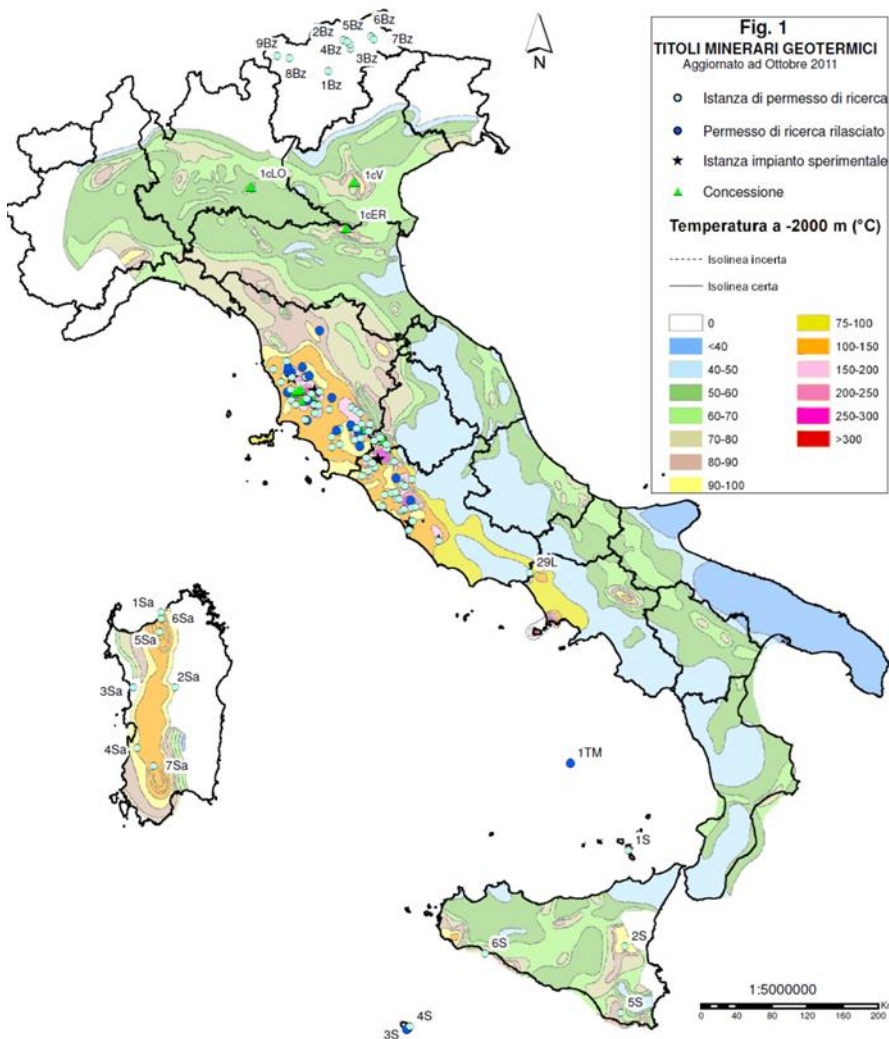 Fig. 1
TITOLI MINERARI GEOTERMICI
Aggiornato ad Ottobre 2011
Istanza di permesso di ricerca
Permesso di ricerca rilasciato
Istanza impianto sperimentale
Concessione
Temperatura a -2000 m (°C)
Isolinea incerta
Isolinea certa
0
<40
40-50
50-60
60-70
70-80
80-90
90-100
75-100
100-150
150-200
200-250
250-300
>300
N
2Bz
5Bz
6Bz
9Bz
4Bz
7Bz
8Bz
3Bz
1Bz
1cLO
1cV
1cER
29L
1Sa
6Sa
5Sa
3Sa
2Sa
4Sa
7Sa
1TM
1S
2S
6S
5S
4S
3S
1:5000000
0 40 80 120 160 200